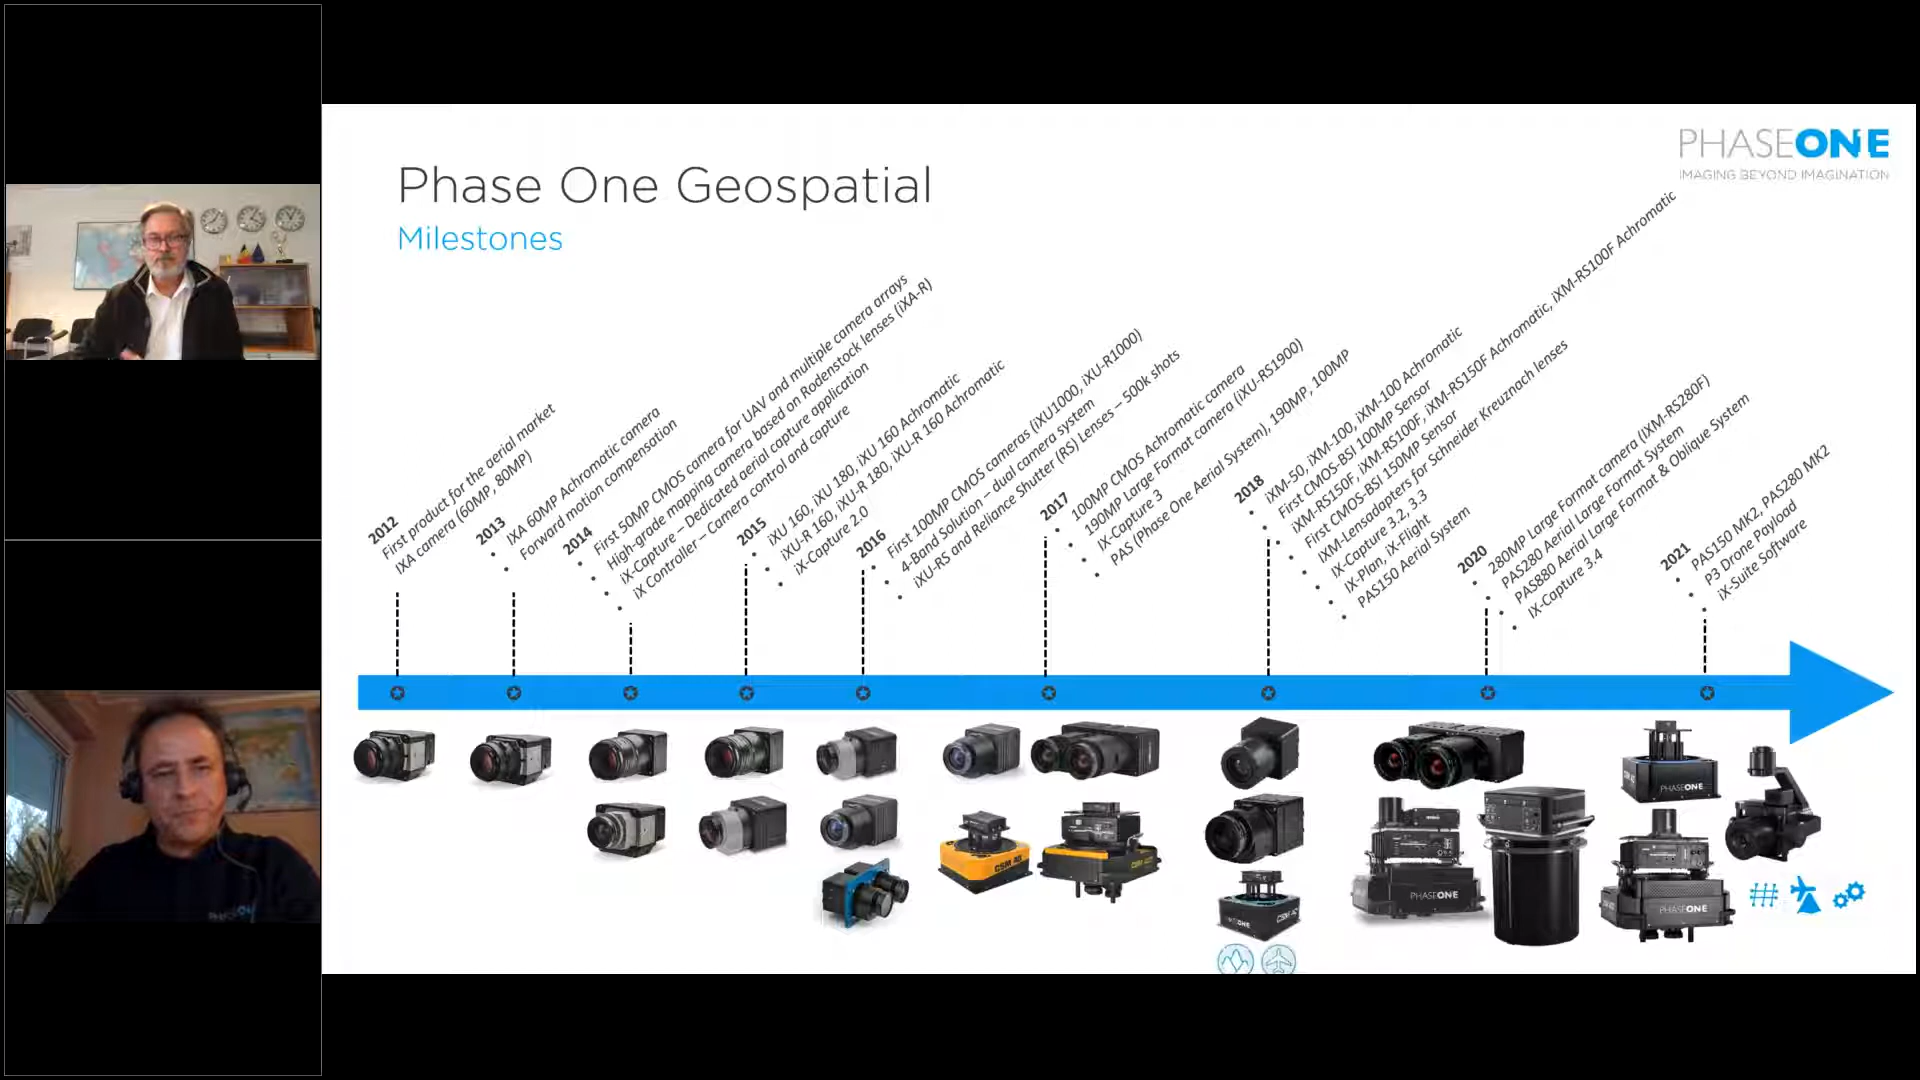 PHASEONE
IMAGING BEYOND IMAGINATION
Phase One Geospatial
Milestones
2012
First product for the aerial market
IXA camera (60MP, 80MP)
2013
• IXA 60MP Achromatic camera
• Forward motion compensation
2014
• First 50MP CMOS camera for UAV and multiple camera arrays
• High-grade mapping camera based on Rodenstock lenses (iXA-R)
• iX-Capture – Dedicated aerial capture application
• iX Controller – Camera control and capture
2015
• iXU 160, iXU 180, iXU 160 Achromatic
• iXU-R 160, iXU-R 180, iXU-R 160 Achromatic
• iX-Capture 2.0
2016
• First 100MP CMOS cameras (iXU1000, iXU-R1000)
• 4-Band Solution – dual camera system
• iXU-RS and Reliance Shutter (RS) Lenses – 500k shots
2017
• 100MP CMOS Achromatic camera
• 190MP Large Format camera (iXU-RS1900)
• iX-Capture 3
• PAS (Phase One Aerial System), 190MP, 100MP
2018
• iXM-50, iXM-100, iXM-100 Achromatic
• First CMOS-BSI 100MP Sensor
• iXM-RS150F, iXM-RS100F, iXM-RS150F Achromatic, iXM-RS100F Achromatic
• First CMOS-BSI 150MP Sensor
• IXM-Lensadapters for Schneider Kreuznach lenses
• IX-Capture 3.2, 3.3
• IX-Plan, iX-Flight
• PAS150 Aerial System
2020
• 280MP Large Format camera (IXM-RS280F)
• PAS280 Aerial Large Format System
• PAS880 Aerial Large Format & Oblique System
• IX-Capture 3.4
2021
• PAS150 MK2, PAS280 MK2
• P3 Drone Payload
• iX-Suite Software
CSM 40
PHASEONE
PHASEONE
PHASEONE
PHASEONE